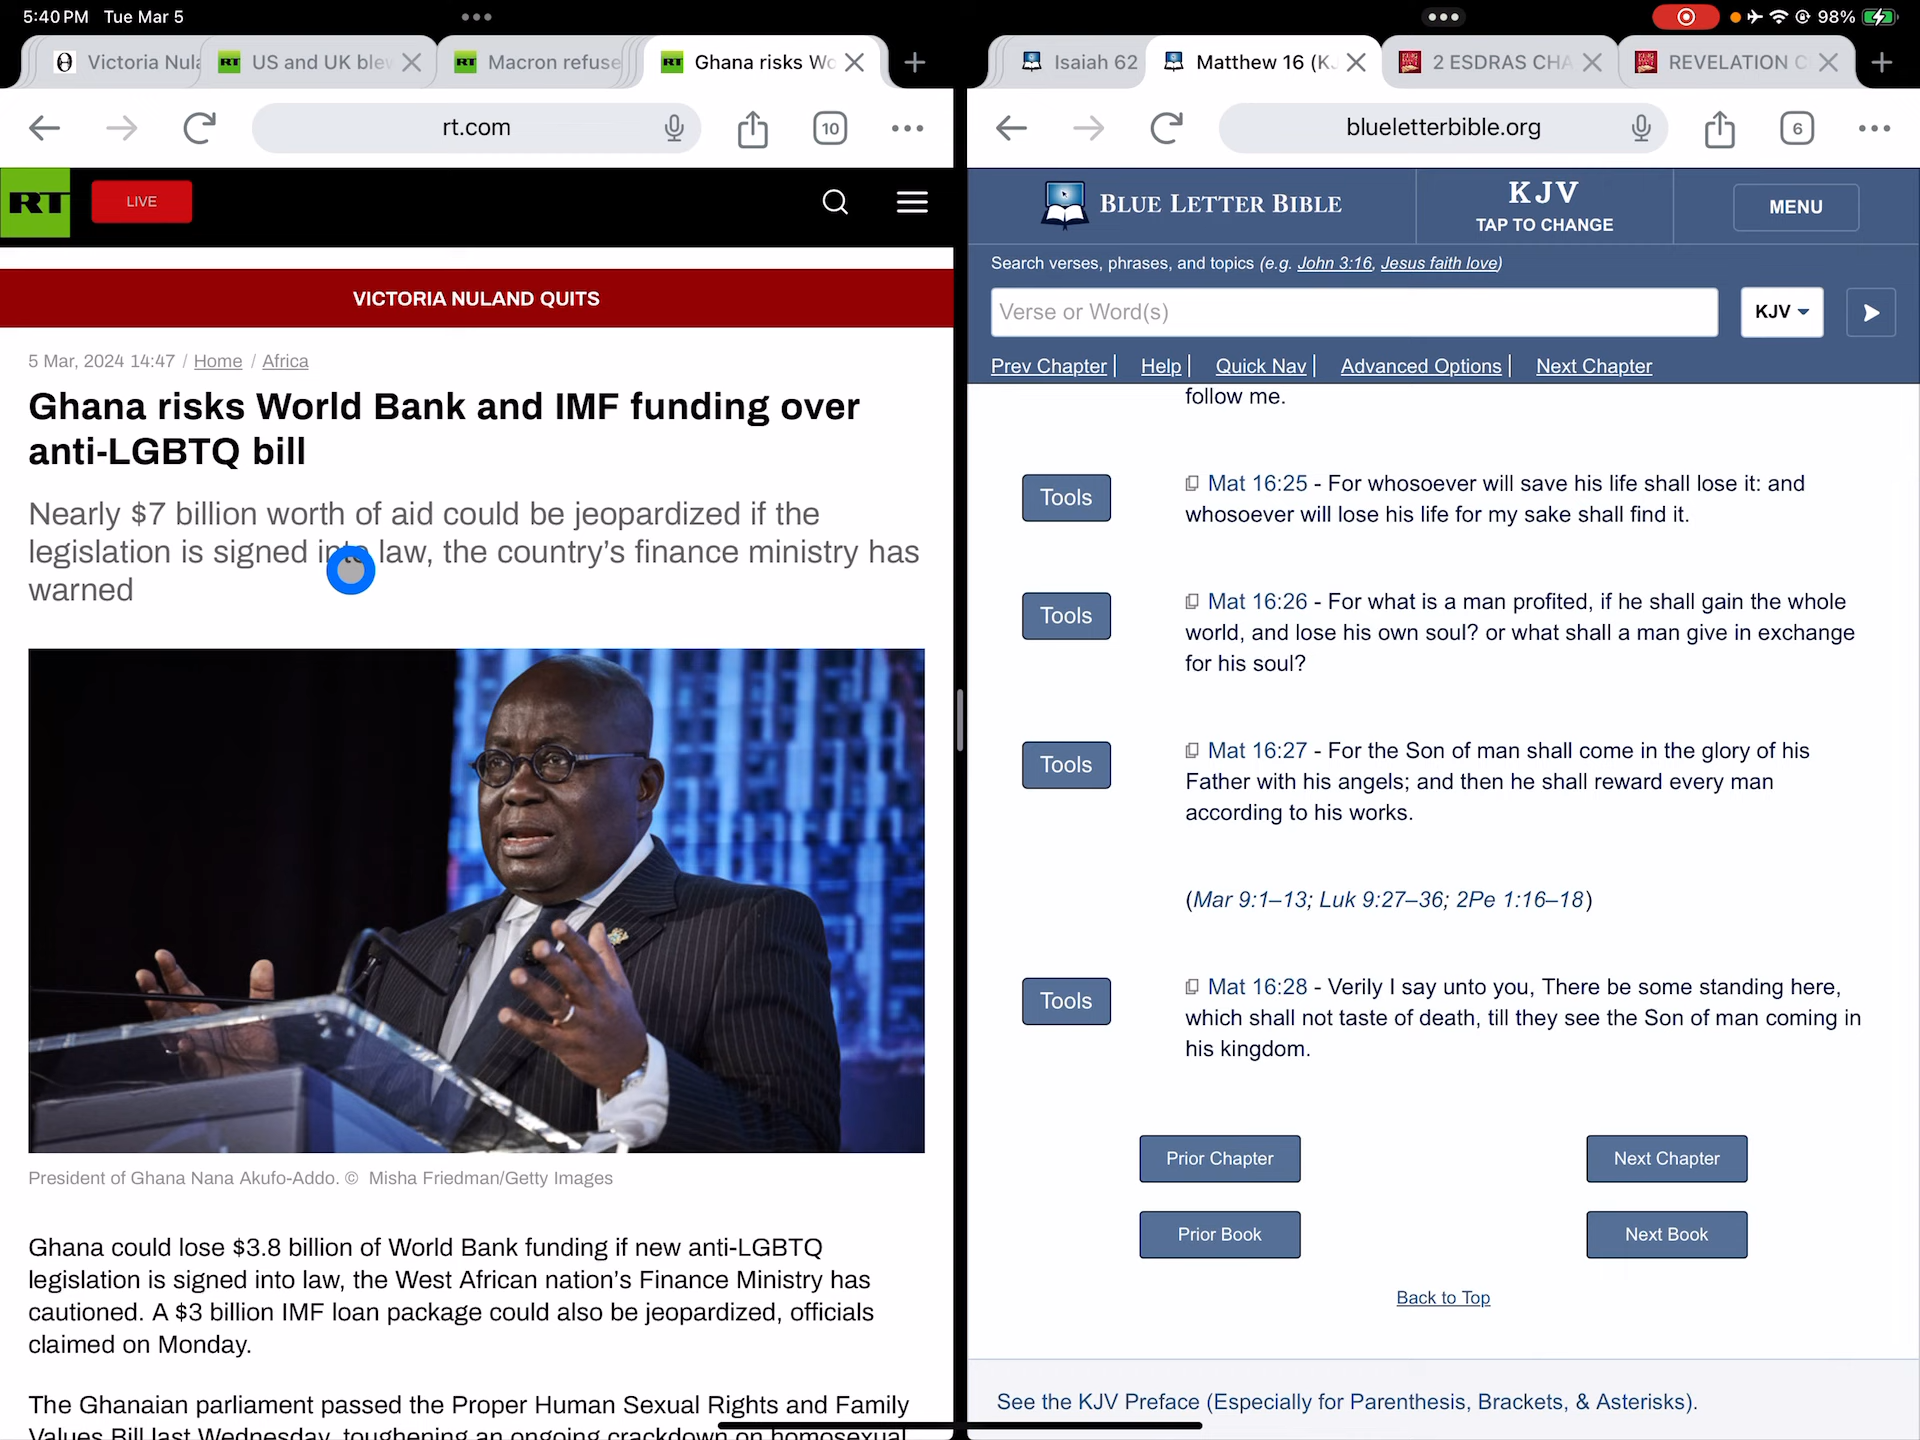 5:40 PM Tue Mar 5
98%
Victoria Nula
US and UK blew
Macron refuse
Ghana risks Wo
Isaiah 62
Matthew 16 (KJ
2 ESDRAS CHA
REVELATION C
rt.com
10
blueletterbible.org
6
RT
LIVE
VICTORIA NULAND QUITS
5 Mar, 2024 14:47 / Home / Africa
Ghana risks World Bank and IMF funding over
anti-LGBTQ bill
Nearly $7 billion worth of aid could be jeopardized if the
legislation is signed into law, the country’s finance ministry has
warned
President of Ghana Nana Akufo-Addo. © Misha Friedman/Getty Images
Ghana could lose $3.8 billion of World Bank funding if new anti-LGBTQ
legislation is signed into law, the West African nation’s Finance Ministry has
cautioned. A $3 billion IMF loan package could also be jeopardized, officials
claimed on Monday.
The Ghanaian parliament passed the Proper Human Sexual Rights and Family
Values Bill last Wednesday, toughening an ongoing crackdown on homosexual
BLUE LETTER BIBLE
KJV
TAP TO CHANGE
MENU
Search verses, phrases, and topics (e.g. John 3:16, Jesus faith love)
Verse or Word(s)
KJV
Prev Chapter | Help | Quick Nav | Advanced Options | Next Chapter
follow me.
Tools
Mat 16:25 - For whosoever will save his life shall lose it: and
whosoever will lose his life for my sake shall find it.
Tools
Mat 16:26 - For what is a man profited, if he shall gain the whole
world, and lose his own soul? or what shall a man give in exchange
for his soul?
Tools
Mat 16:27 - For the Son of man shall come in the glory of his
Father with his angels; and then he shall reward every man
according to his works.
(Mar 9:1–13; Luk 9:27–36; 2Pe 1:16–18)
Tools
Mat 16:28 - Verily I say unto you, There be some standing here,
which shall not taste of death, till they see the Son of man coming in
his kingdom.
Prior Chapter
Next Chapter
Prior Book
Next Book
Back to Top
See the KJV Preface (Especially for Parenthesis, Brackets, & Asterisks).